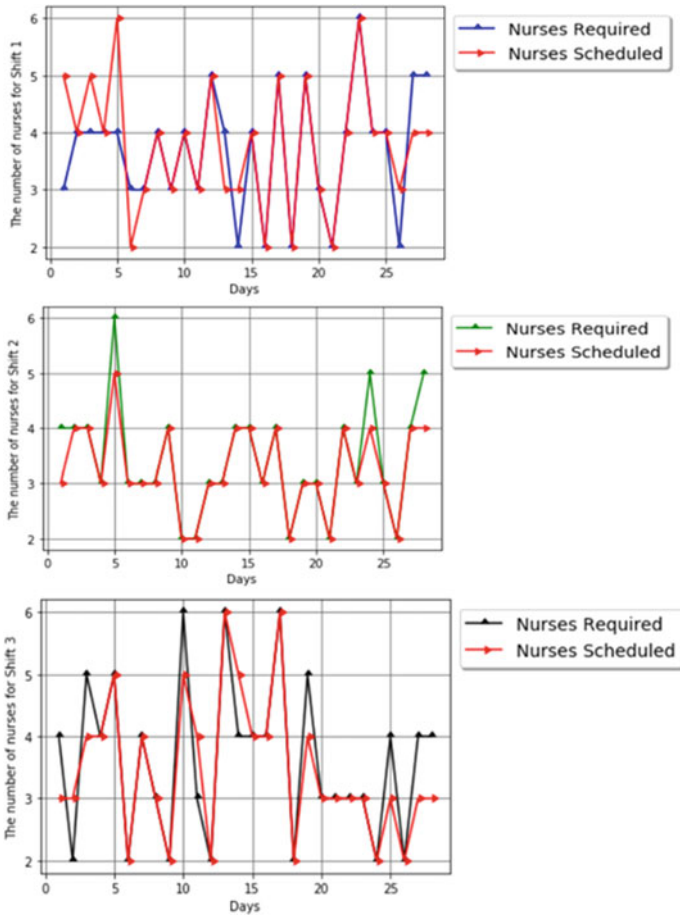 The number of nurses for Shift 1
6
5
4
3
2
0 5 10 15 20 25
Days
Nurses Required
Nurses Scheduled
The number of nurses for Shift 2
6
5
4
3
2
0 5 10 15 20 25
Days
Nurses Required
Nurses Scheduled
The number of nurses for Shift 3
6
5
4
3
2
0 5 10 15 20 25
Days
Nurses Required
Nurses Scheduled